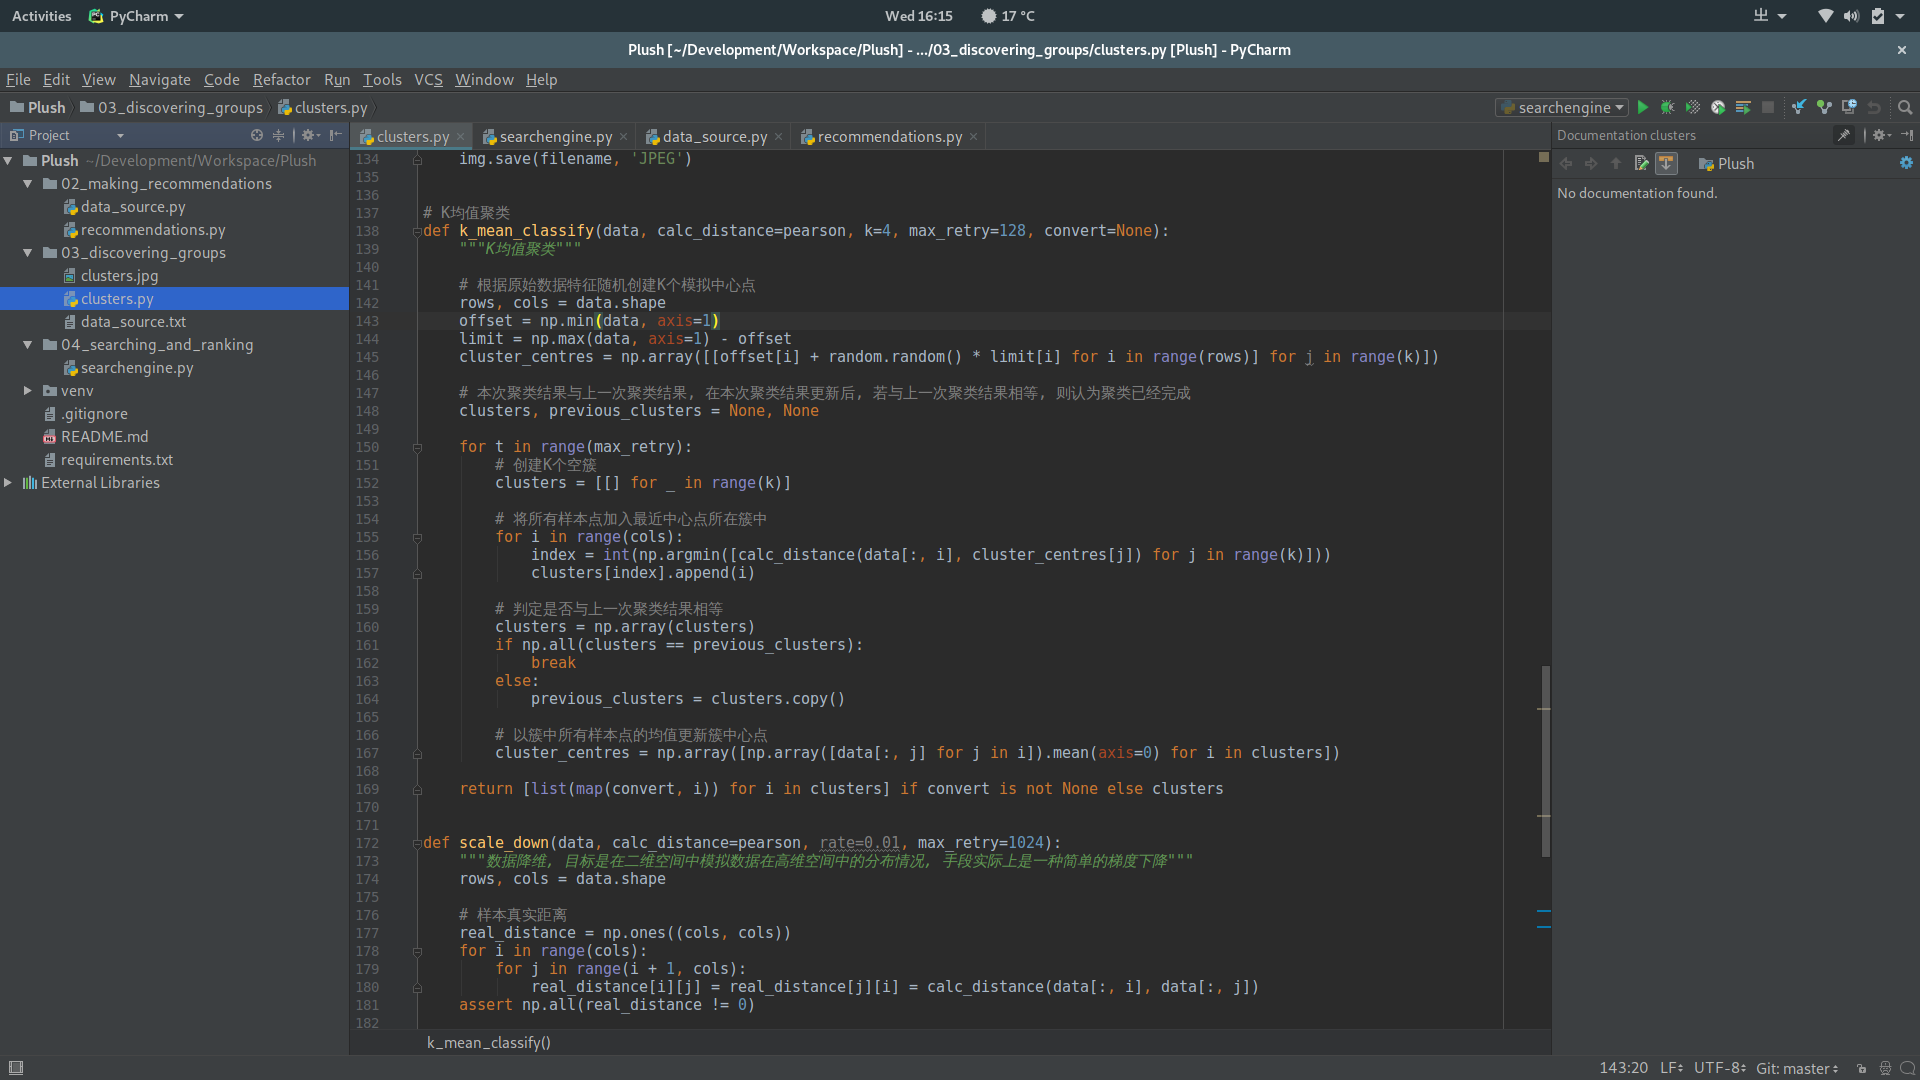 Activities PyCharm Wed 16:15 17 °C
Plush [~/Development/Workspace/Plush] - .../03_discovering_groups/clusters.py [Plush] - PyCharm
File Edit View Navigate Code Refactor Run Tools VCS Window Help
Plush 03_discovering_groups clusters.py searchengine
Project
Plush ~/Development/Workspace/Plush
02_making_recommendations
data_source.py
recommendations.py
03_discovering_groups
clusters.jpg
clusters.py
data_source.txt
04_searching_and_ranking
searchengine.py
venv
.gitignore
README.md
requirements.txt
External Libraries
clusters.py searchengine.py data_source.py recommendations.py
134 img.save(filename, 'JPEG')
135
136
137 # K均值聚类
138 def k_mean_classify(data, calc_distance=pearson, k=4, max_retry=128, convert=None):
139 """K均值聚类"""
140
141 # 根据原始数据特征随机创建K个模拟中心点
142 rows, cols = data.shape
143 offset = np.min(data, axis=1)
144 limit = np.max(data, axis=1) - offset
145 cluster_centres = np.array([[offset[i] + random.random() * limit[i] for i in range(rows)] for j in range(k)])
146
147 # 本次聚类结果与上一次聚类结果, 在本次聚类结果更新后, 若与上一次聚类结果相等, 则认为聚类已经完成
148 clusters, previous_clusters = None, None
149
150 for t in range(max_retry):
151 # 创建K个空簇
152 clusters = [[] for _ in range(k)]
153
154 # 将所有样本点加入最近中心点所在簇中
155 for i in range(cols):
156 index = int(np.argmin([calc_distance(data[:, i], cluster_centres[j]) for j in range(k)]))
157 clusters[index].append(i)
158
159 # 判定是否与上一次聚类结果相等
160 clusters = np.array(clusters)
161 if np.all(clusters == previous_clusters):
162 break
163 else:
164 previous_clusters = clusters.copy()
165
166 # 以簇中所有样本点的均值更新簇中心点
167 cluster_centres = np.array([np.array([data[:, j] for j in i]).mean(axis=0) for i in clusters])
168
169 return [list(map(convert, i)) for i in clusters] if convert is not None else clusters
170
171
172 def scale_down(data, calc_distance=pearson, rate=0.01, max_retry=1024):
173 """数据降维, 目标是在二维空间中模拟数据在高维空间中的分布情况, 手段实际上是一种简单的梯度下降"""
174 rows, cols = data.shape
175
176 # 样本真实距离
177 real_distance = np.ones((cols, cols))
178 for i in range(cols):
179 for j in range(i + 1, cols):
180 real_distance[i][j] = real_distance[j][i] = calc_distance(data[:, i], data[:, j])
181 assert np.all(real_distance != 0)
182
k_mean_classify()
Documentation clusters
Plush
No documentation found.
143:20 LF UTF-8 Git: master